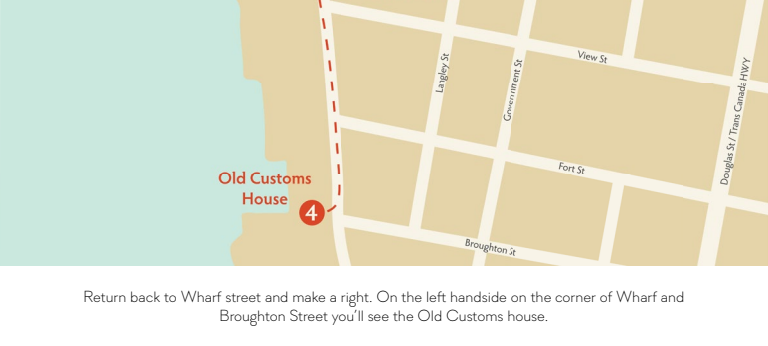 View St
Langley St
Government St
Douglas St / Trans Canada HWY
Fort St
Old Customs
House
4
Broughton St
Return back to Wharf street and make a right. On the left handside on the corner of Wharf and
Broughton Street you'll see the Old Customs house.